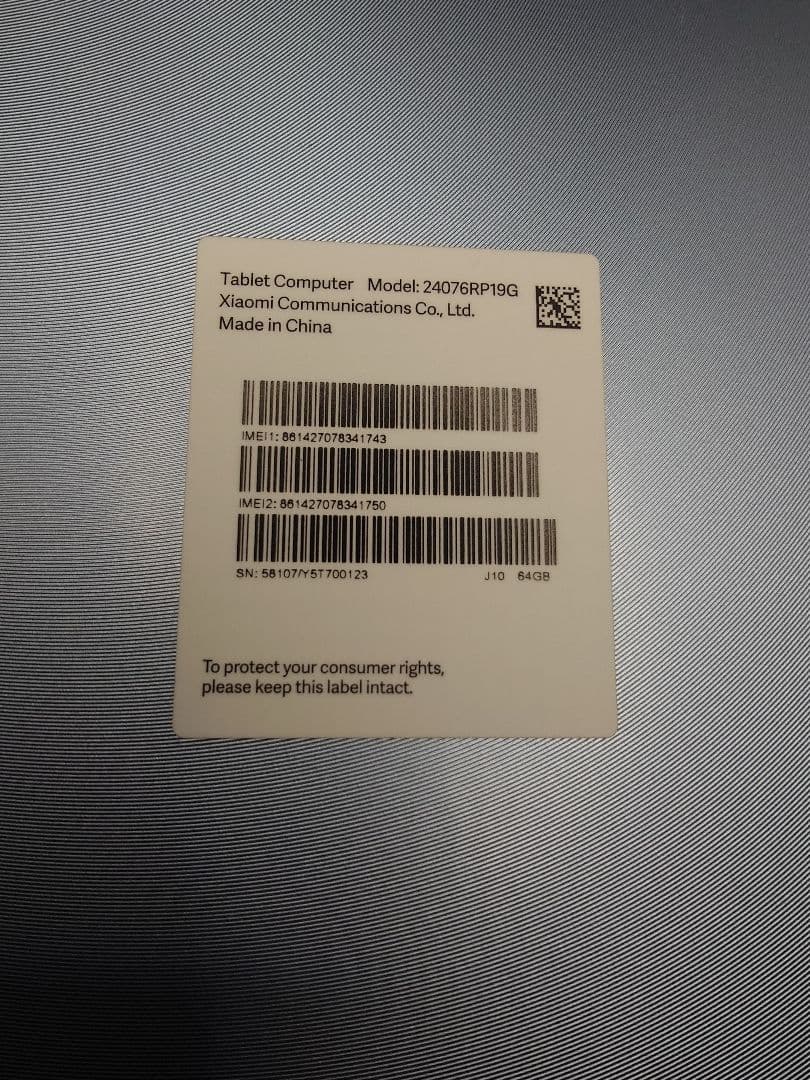 Tablet Computer Model: 24076RP19G
Xiaomi Communications Co., Ltd.
Made in China
IMEI1: 861427078341743
IMEI2: 861427078341750
SN: 58107/Y5T700123 J10 64GB
To protect your consumer rights,
please keep this label intact.